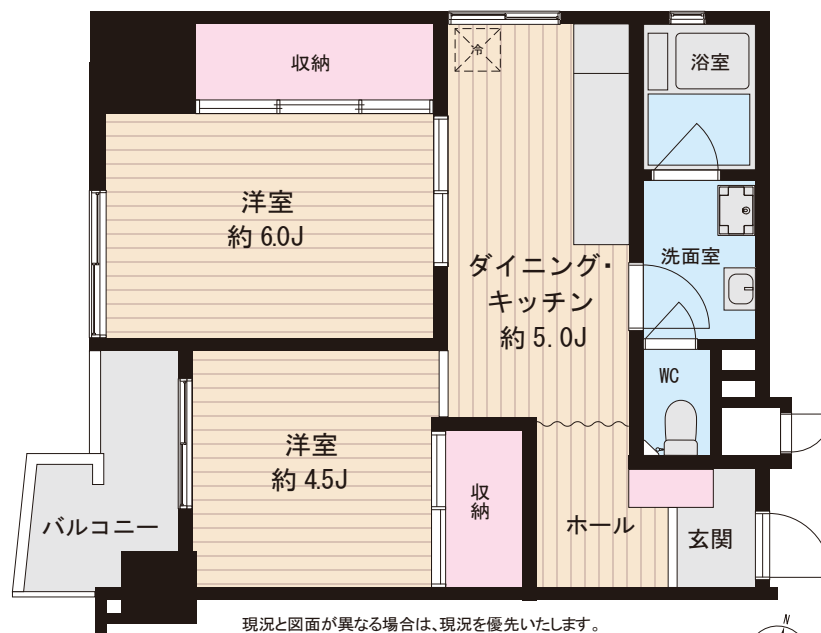 収納
冷
浴室
洋室
約 6.0J
ダイニング・
キッチン
約 5.0J
洗面室
WC
洋室
約 4.5J
収納
バルコニー
ホール
玄関
現況と図面が異なる場合は、現況を優先いたします。
N